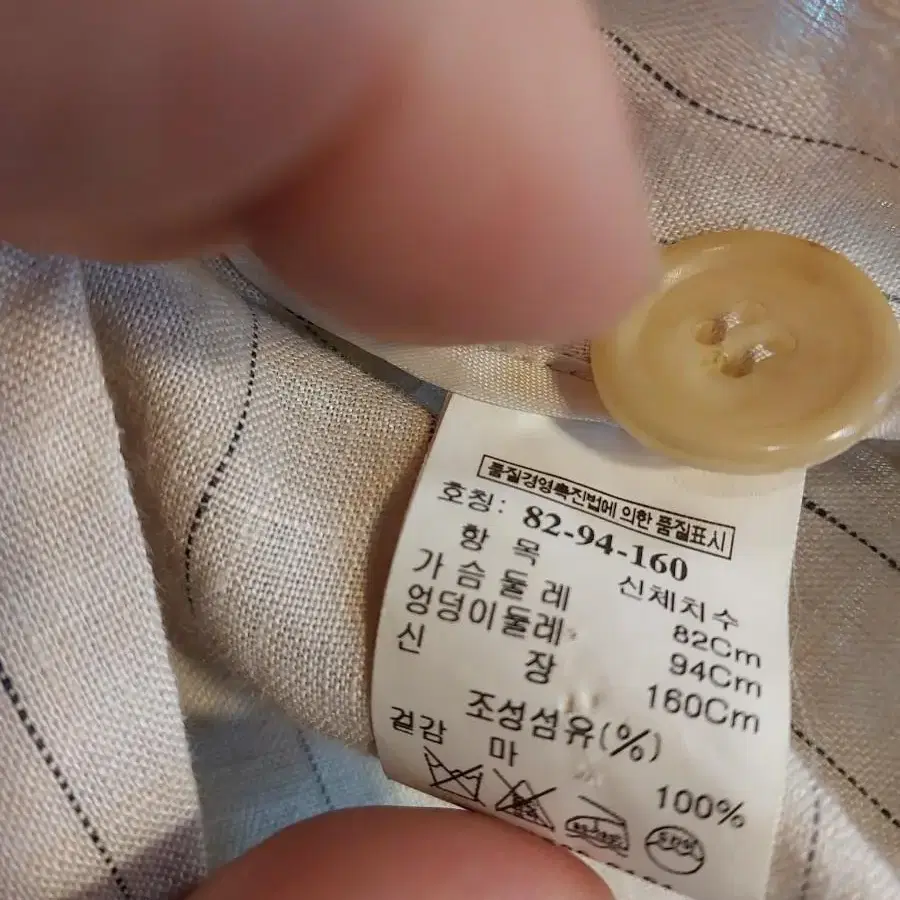 품질경영촉진법에 의한 품질표시
호칭: 82-94-160
항 목 신체치수
가슴둘레 82Cm
엉덩이둘레 94Cm
신 장 160Cm
조성섬유(%)
겉감 마 100%